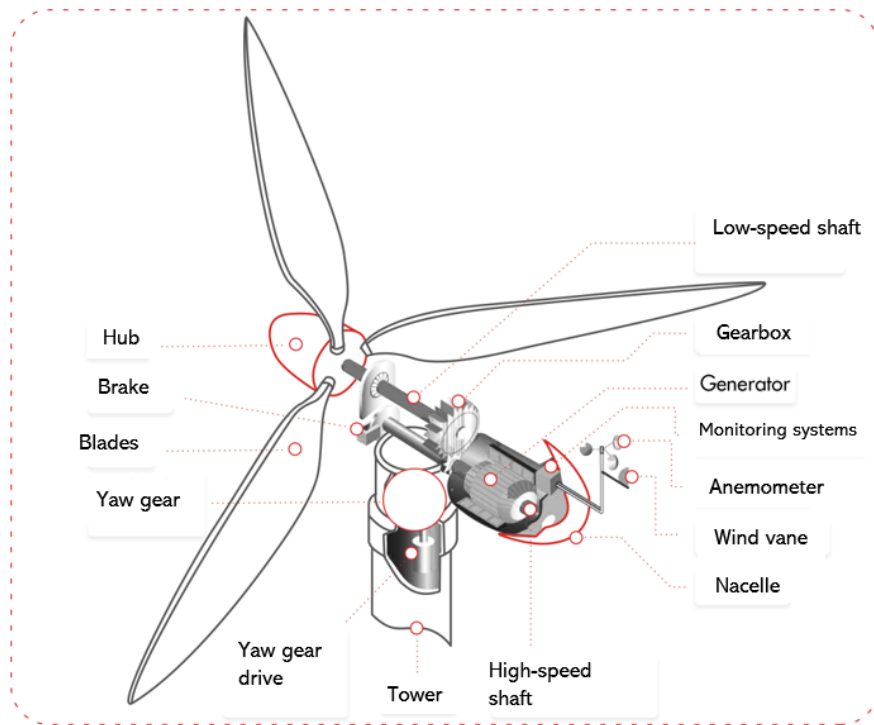 Low-speed shaft
Hub
Gearbox
Brake
Generator
Blades
Monitoring systems
Yaw gear
Anemometer
Wind vane
Nacelle
Yaw gear
drive
Tower
High-speed
shaft